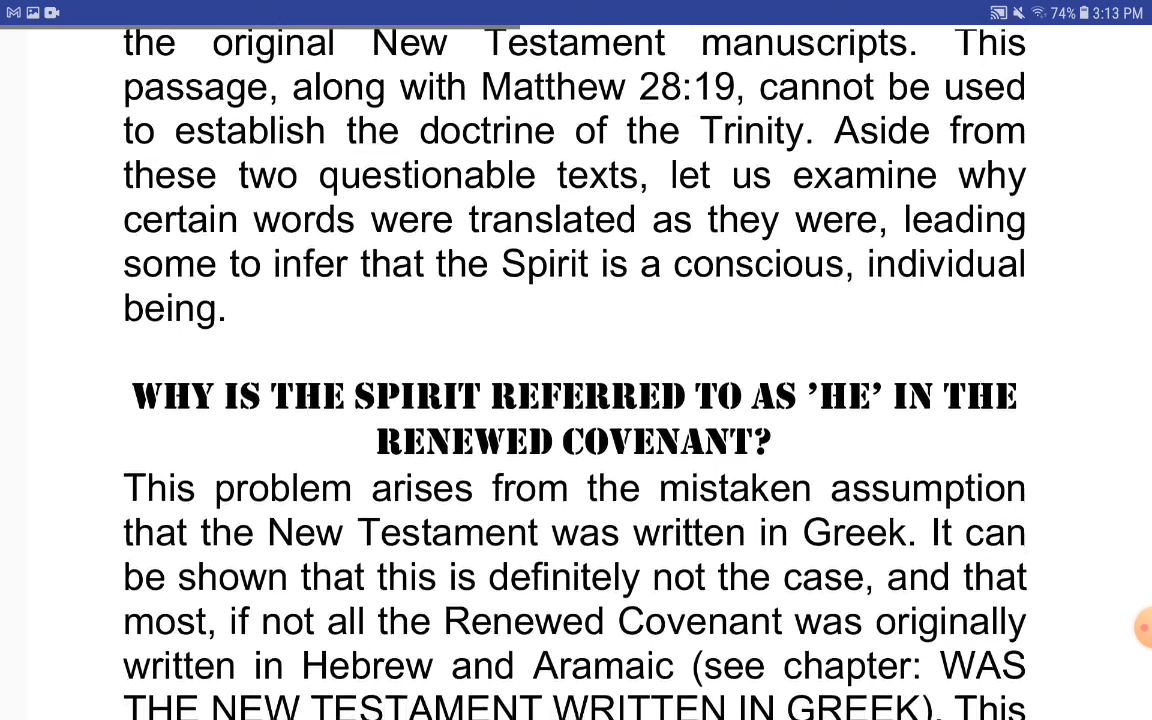 74% 3:13 PM
the original New Testament manuscripts. This
passage, along with Matthew 28:19, cannot be used
to establish the doctrine of the Trinity. Aside from
these two questionable texts, let us examine why
certain words were translated as they were, leading
some to infer that the Spirit is a conscious, individual
being.
WHY IS THE SPIRIT REFERRED TO AS ’HE’ IN THE
RENEWED COVENANT?
This problem arises from the mistaken assumption
that the New Testament was written in Greek. It can
be shown that this is definitely not the case, and that
most, if not all the Renewed Covenant was originally
written in Hebrew and Aramaic (see chapter: WAS
THE NEW TESTAMENT WRITTEN IN GREEK). This